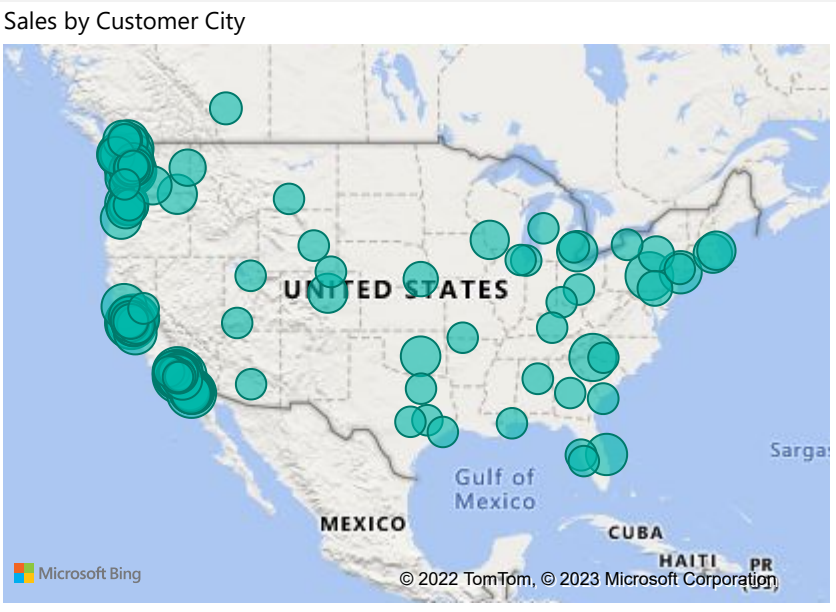 Sales by Customer City
UNITED STATES
Sargas
Gulf of
Mexico
MEXICO
CUBA
HAITI
PR
Microsoft Bing
© 2022 TomTom, © 2023 Microsoft Corporation